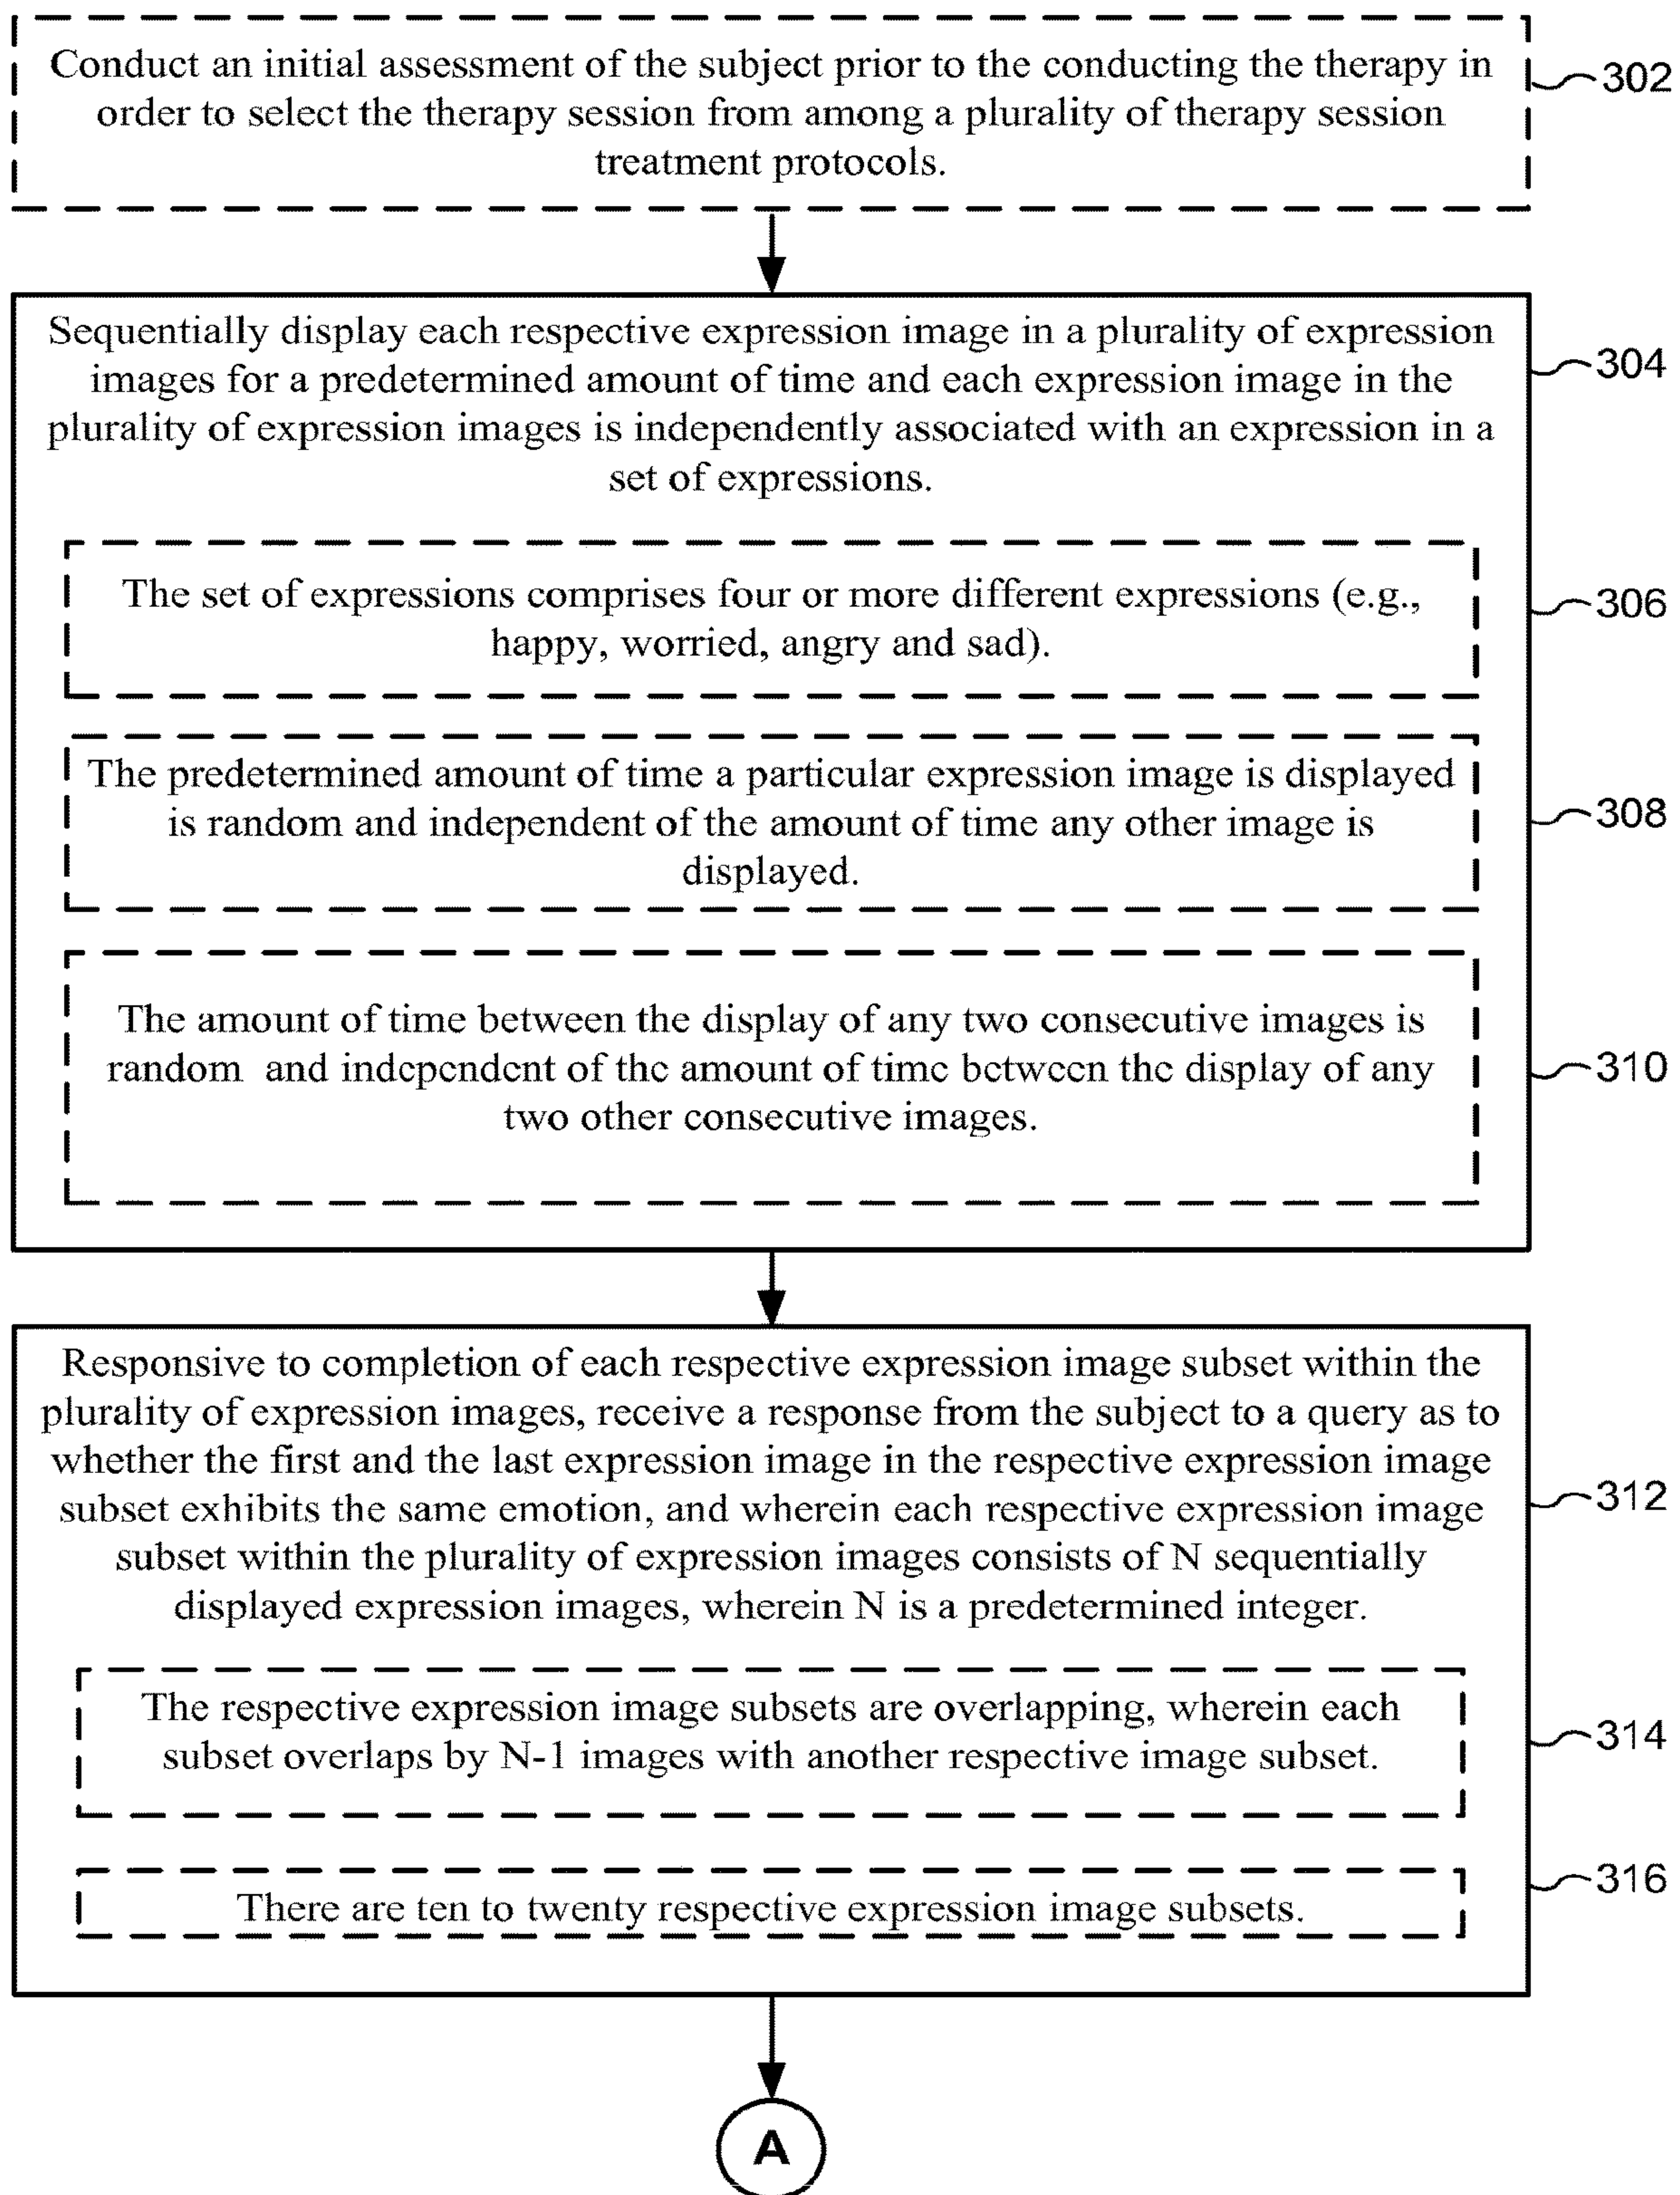 Conduct an initial assessment of the subject prior to the conducting the therapy in
order to select the therapy session from among a plurality of therapy session
treatment protocols.
302
Sequentially display each respective expression image in a plurality of expression
images for a predetermined amount of time and each expression image in the
plurality of expression images is independently associated with an expression in a
set of expressions.
304
The set of expressions comprises four or more different expressions (e.g.,
happy, worried, angry and sad).
306
The predetermined amount of time a particular expression image is displayed
is random and independent of the amount of time any other image is
displayed.
308
The amount of time between the display of any two consecutive images is
random and independent of the amount of time between the display of any
two other consecutive images.
310
Responsive to completion of each respective expression image subset within the
plurality of expression images, receive a response from the subject to a query as to
whether the first and the last expression image in the respective expression image
subset exhibits the same emotion, and wherein each respective expression image
subset within the plurality of expression images consists of N sequentially
displayed expression images, wherein N is a predetermined integer.
312
The respective expression image subsets are overlapping, wherein each
subset overlaps by N-1 images with another respective image subset.
314
There are ten to twenty respective expression image subsets.
316
A